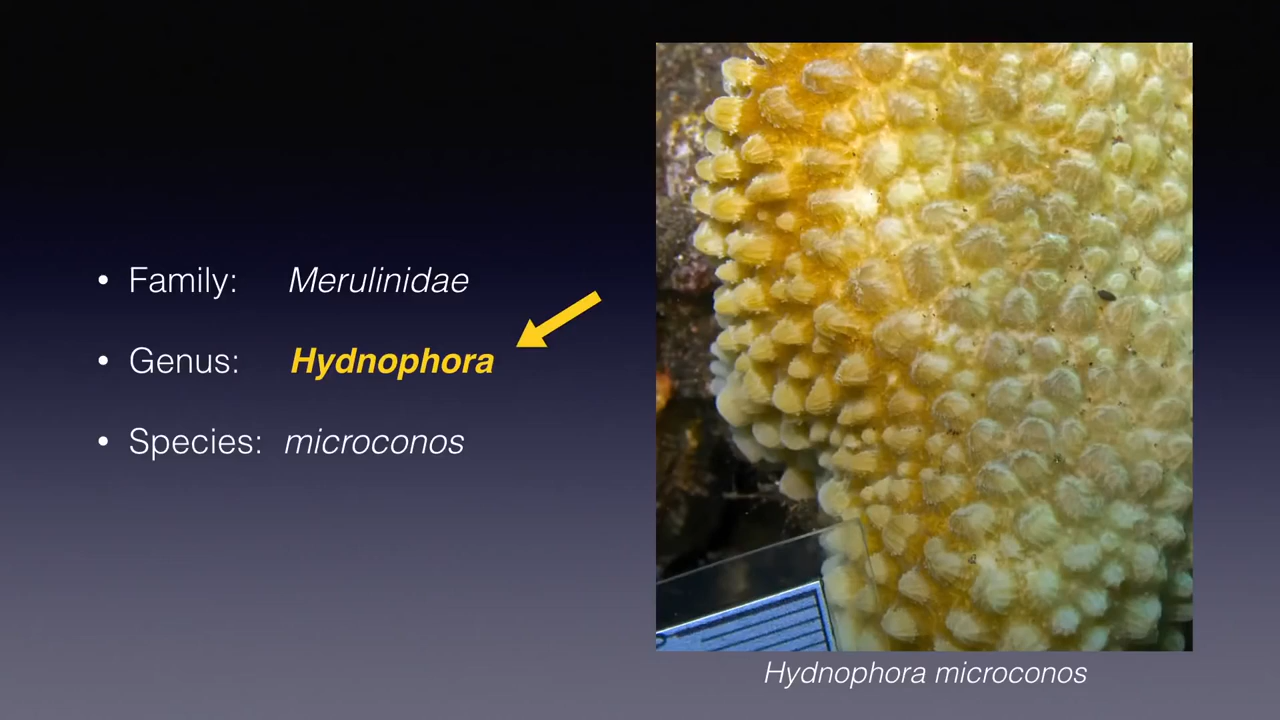 • Family: Merulinidae
• Genus: Hydnophora
• Species: microconos
Hydnophora microconos